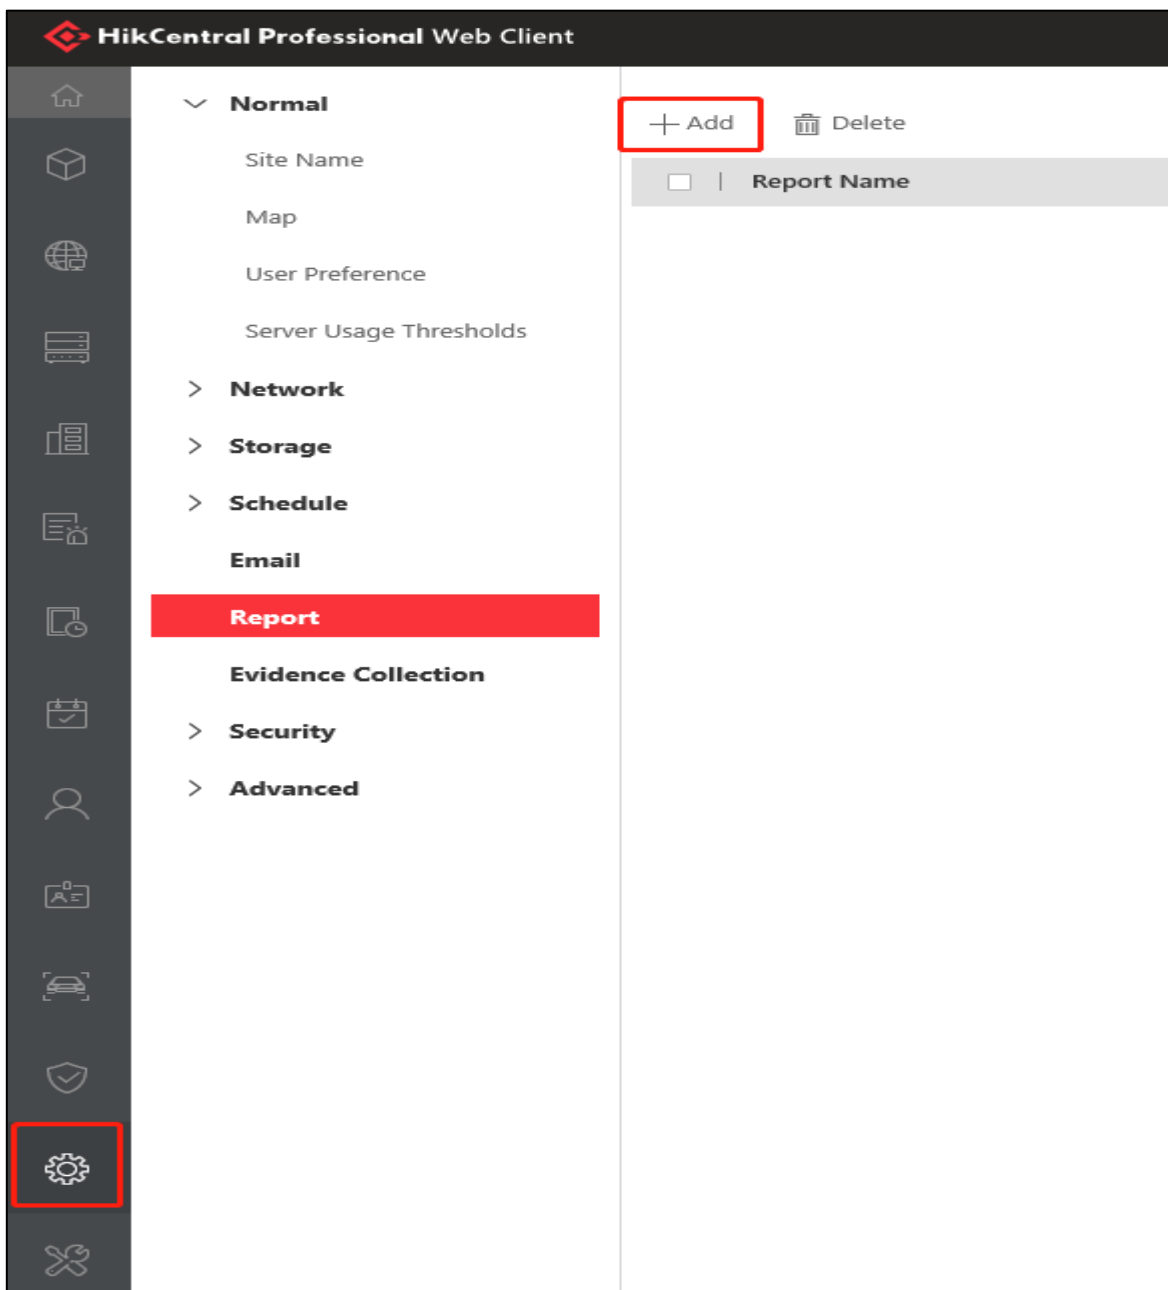 HikCentral Professional Web Client
Normal
Site Name
Map
User Preference
Server Usage Thresholds
Network
Storage
Schedule
Email
Report
Evidence Collection
Security
Advanced
Add Delete
Report Name